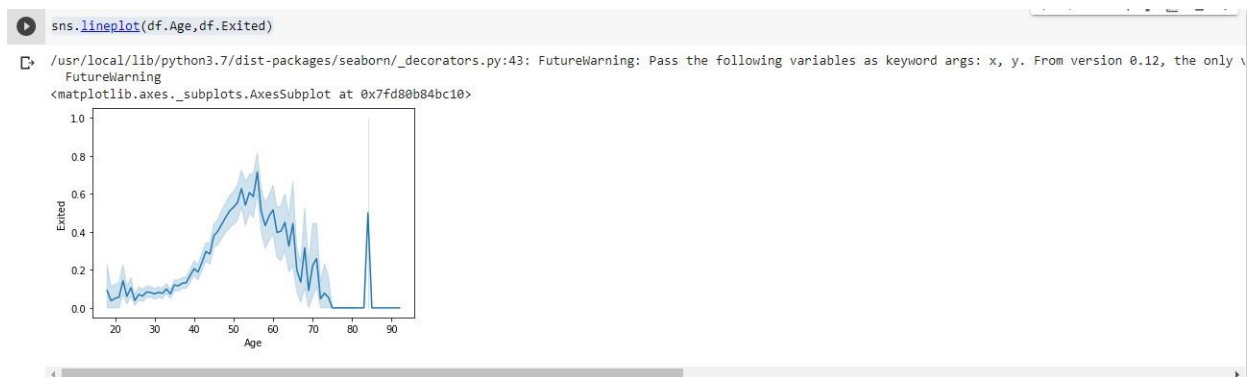 sns.lineplot(df.Age,df.Exited)
/usr/local/lib/python3.7/dist-packages/seaborn/_decorators.py:43: FutureWarning: Pass the following variables as keyword args: x, y. From version 0.12, the only
FutureWarning
<matplotlib.axes._subplots.AxesSubplot at 0x7fd80b84bc10>
1.0
0.8
0.6
0.4
0.2
0.0
Exited
20 30 40 50 60 70 80 90
Age